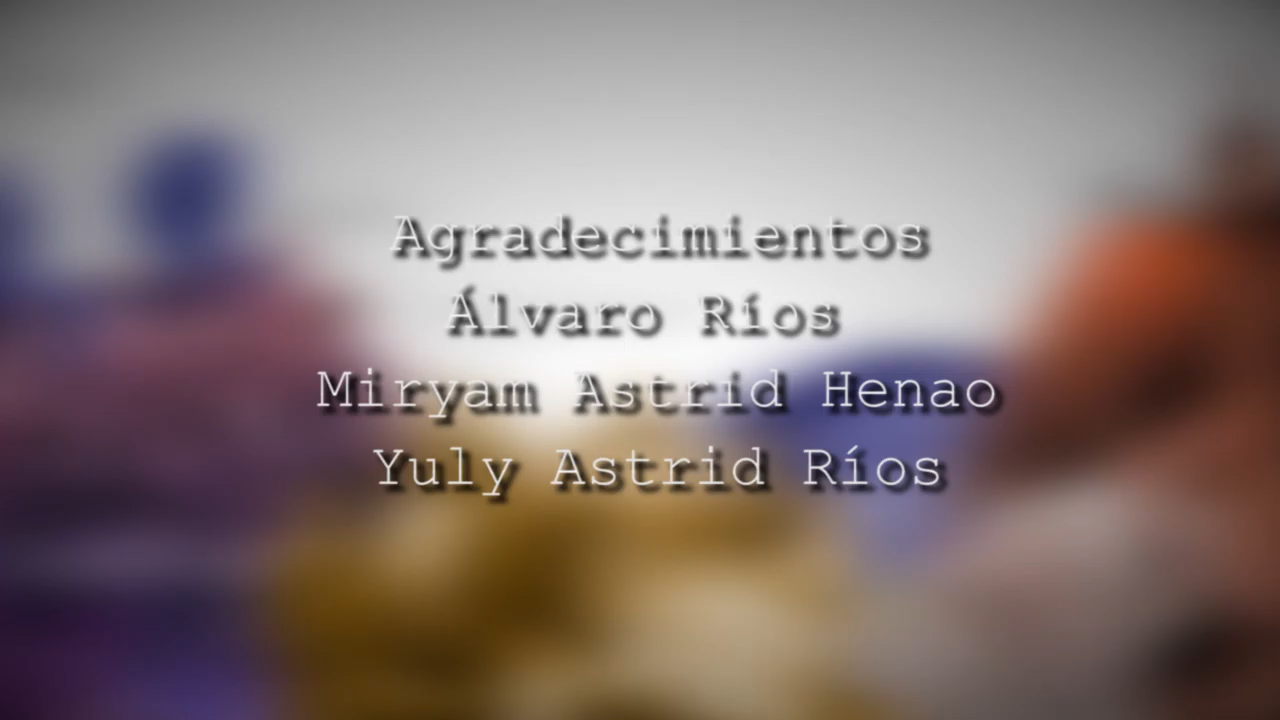 Agradecimientos
Álvaro Ríos
Miryam Astrid Henao
Yuly Astrid Ríos